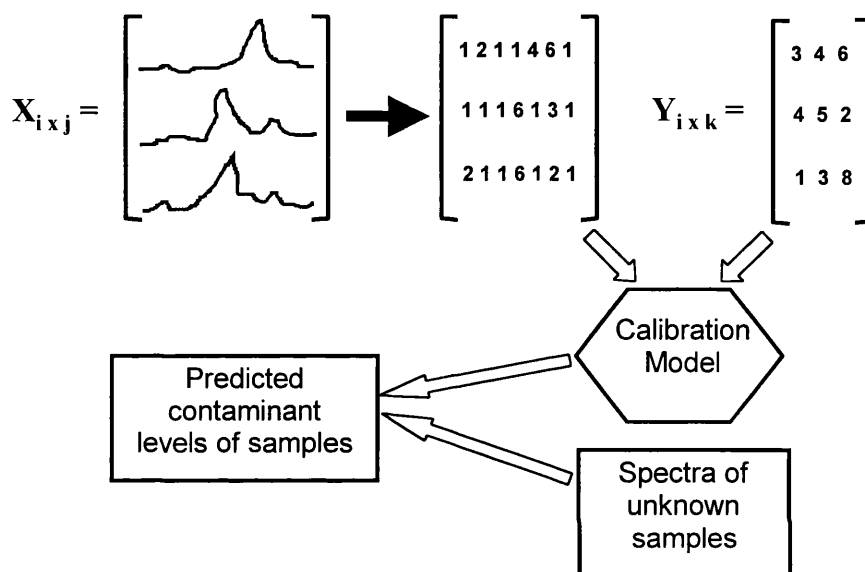 X i x j =
1 2 1 1 4 6 1
1 1 1 6 1 3 1
2 1 1 6 1 2 1
Y i x k =
3 4 6
4 5 2
1 3 8
Calibration
Model
Predicted
contaminant
levels of samples
Spectra of
unknown
samples